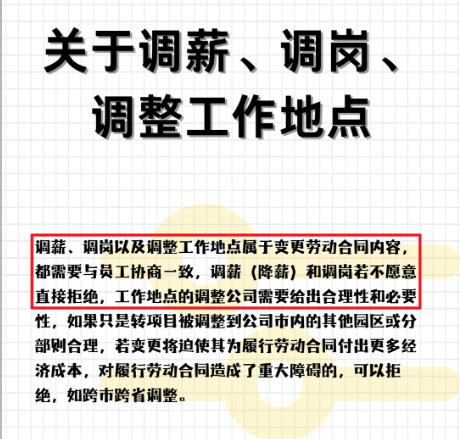 关于调薪、调岗、
调整工作地点
调薪、调岗以及调整工作地点属于变更劳动合同内容，
都需要与员工协商一致，调薪（降薪）和调岗若不愿意
直接拒绝，工作地点的调整公司需要给出合理性和必要
性，如果只是转项目被调整到公司市内的其他园区或分
部则合理，若变更将迫使其为履行劳动合同付出更多经
济成本，对履行劳动合同造成了重大障碍的，可以拒
绝，如跨市跨省调整。